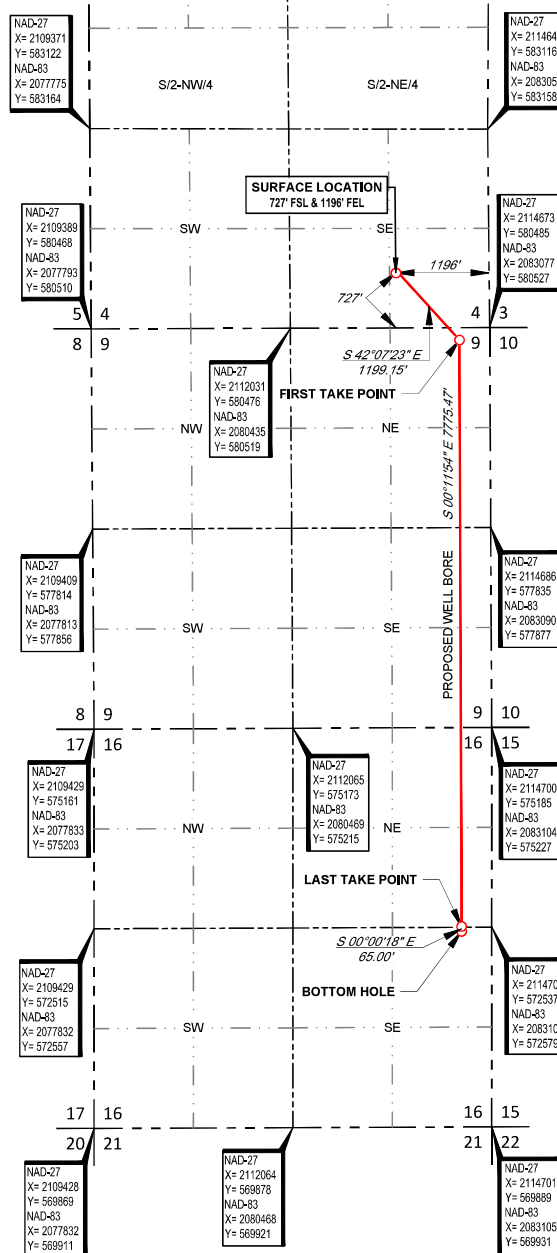 NAD-27
X= 2109371
Y= 583122
NAD-83
X= 2077775
Y= 583164
S/2-NW/4
S/2-NE/4
NAD-27
X= 211464
Y= 583116
NAD-83
X= 208305
Y= 583158
SURFACE LOCATION
727' FSL & 1196' FEL
NAD-27
X= 2109389
Y= 580468
NAD-83
X= 2077793
Y= 580510
SW
SE
NAD-27
X= 2114673
Y= 580485
NAD-83
X= 2083077
Y= 580527
1196'
727'
5 4
8 9
4 3
9 10
S 42°07'23" E
1199.15'
FIRST TAKE POINT
NAD-27
X= 2112031
Y= 580476
NAD-83
X= 2080435
Y= 580519
NW
NE
S 00°11'54" E 7775.47'
NAD-27
X= 2109409
Y= 577814
NAD-83
X= 2077813
Y= 577856
NAD-27
X= 2114686
Y= 577835
NAD-83
X= 2083090
Y= 577877
SW
SE
PROPOSED WELL BORE
8 9
17 16
9 10
16 15
NAD-27
X= 2109429
Y= 575161
NAD-83
X= 2077833
Y= 575203
NAD-27
X= 2112065
Y= 575173
NAD-83
X= 2080469
Y= 575215
NAD-27
X= 2114700
Y= 575185
NAD-83
X= 2083104
Y= 575227
NW
NE
LAST TAKE POINT
S 00°00'18" E
65.00'
BOTTOM HOLE
NAD-27
X= 2109429
Y= 572515
NAD-83
X= 2077832
Y= 572557
NAD-27
X= 211470
Y= 572537
NAD-83
X= 208310
Y= 572579
SW
SE
17 16
20 21
16 15
21 22
NAD-27
X= 2109428
Y= 569869
NAD-83
X= 2077832
Y= 569911
NAD-27
X= 2112064
Y= 569878
NAD-83
X= 2080468
Y= 569921
NAD-27
X= 2114701
Y= 569889
NAD-83
X= 2083105
Y= 569931